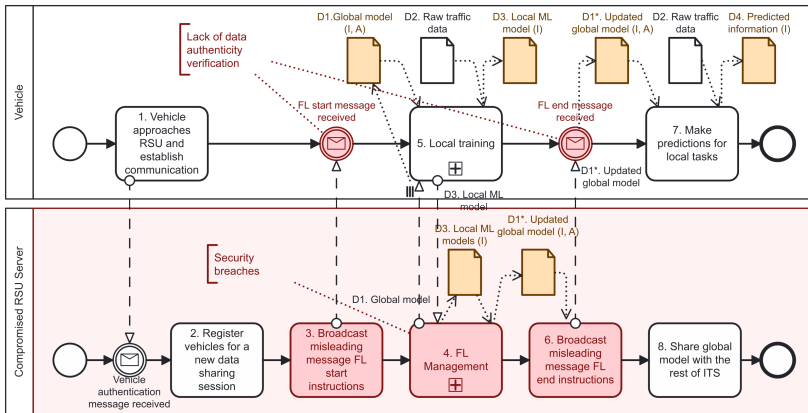 Vehicle
Lack of data
authenticity
verification
D1.Global model
(I, A)
D2. Raw traffic
data
D3. Local ML
model (I)
D1*. Updated
global model (I, A)
D2. Raw traffic
data
D4. Predicted
information (I)
1. Vehicle
approaches
RSU and
establish
communication
FL start message
received
5. Local training
FL end message
received
7. Make
predictions for
local tasks
D1*. Updated
global model
D3. Local ML
model
Compromised RSU Server
Security
breaches
D3. Local ML
models (I)
D1*. Updated
global model (I, A)
D1. Global model
Vehicle
authentication
message received
2. Register
vehicles for a
new data
sharing
session
3. Broadcast
misleading
message FL
start
instructions
4. FL
Management
6. Broadcast
misleading
message FL
end instructions
8. Share global
model with the
rest of ITS